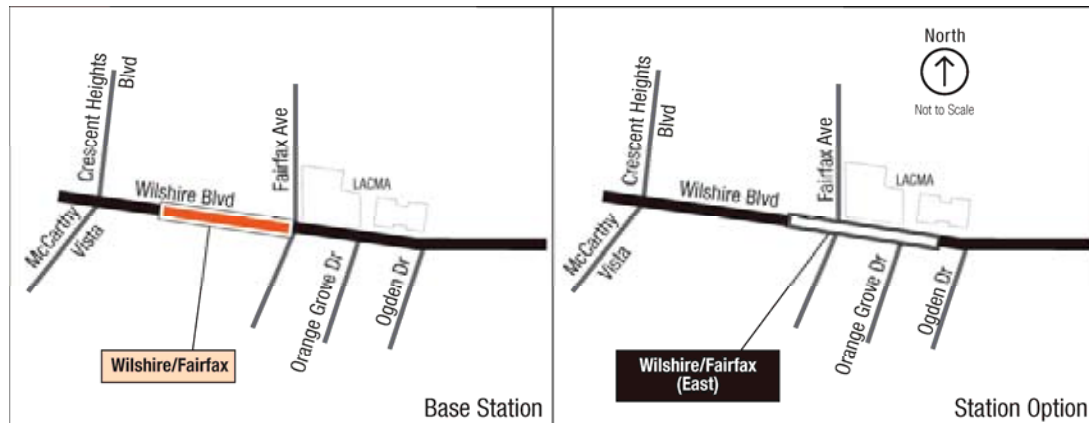 Crescent Heights
Blvd
Fairfax Ave
LACMA
Wilshire Blvd
McCarthy
Vista
Orange Grove Dr
Ogden Dr
Wilshire/Fairfax
Base Station
North
Not to Scale
Crescent Heights
Blvd
Fairfax Ave
LACMA
Wilshire Blvd
McCarthy
Vista
Orange Grove Dr
Ogden Dr
Wilshire/Fairfax
(East)
Station Option